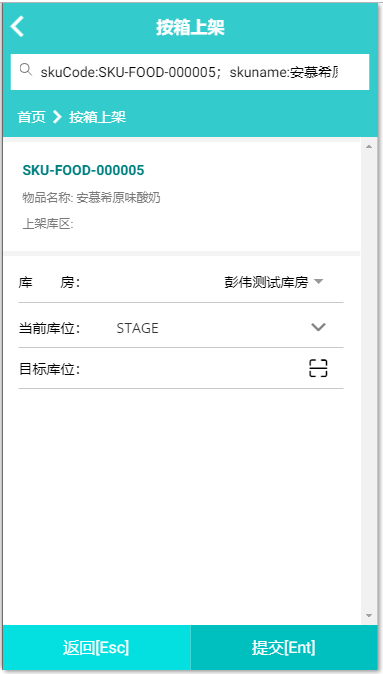 按箱上架
skuCode:SKU-FOOD-000005；skuname:安慕希
首页 > 按箱上架
SKU-FOOD-000005
物品名称: 安慕希原味酸奶
上架库区:
库 房： 彭伟测试库房
当前库位： STAGE
目标库位：
返回[Esc] 提交[Ent]